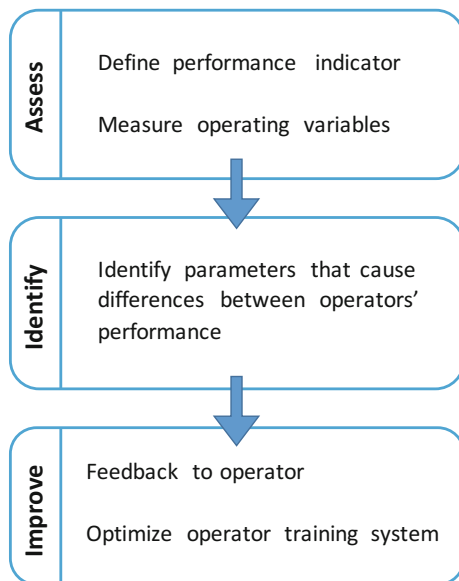 Assess
Define performance indicator
Measure operating variables
Identify
Identify parameters that cause
differences between operators’
performance
Improve
Feedback to operator
Optimize operator training system